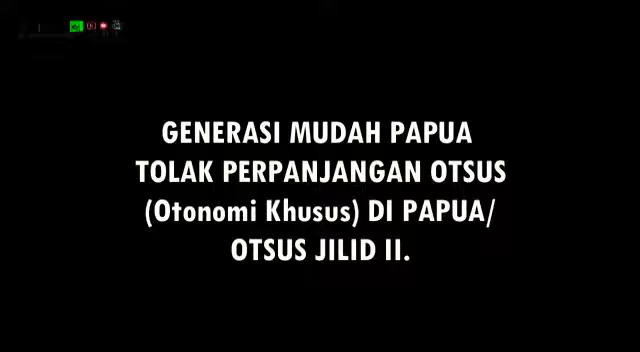 GENERASI MUDAH PAPUA
TOLAK PERPANJANGAN OTSUS
(Otonomi Khusus) DI PAPUA/
OTSUS JILID II.